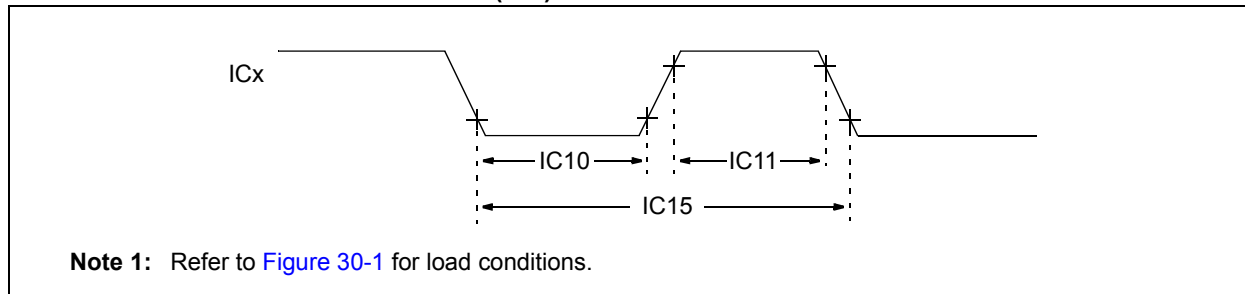 ICx
IC10
IC11
IC15
Note 1: Refer to Figure 30-1 for load conditions.